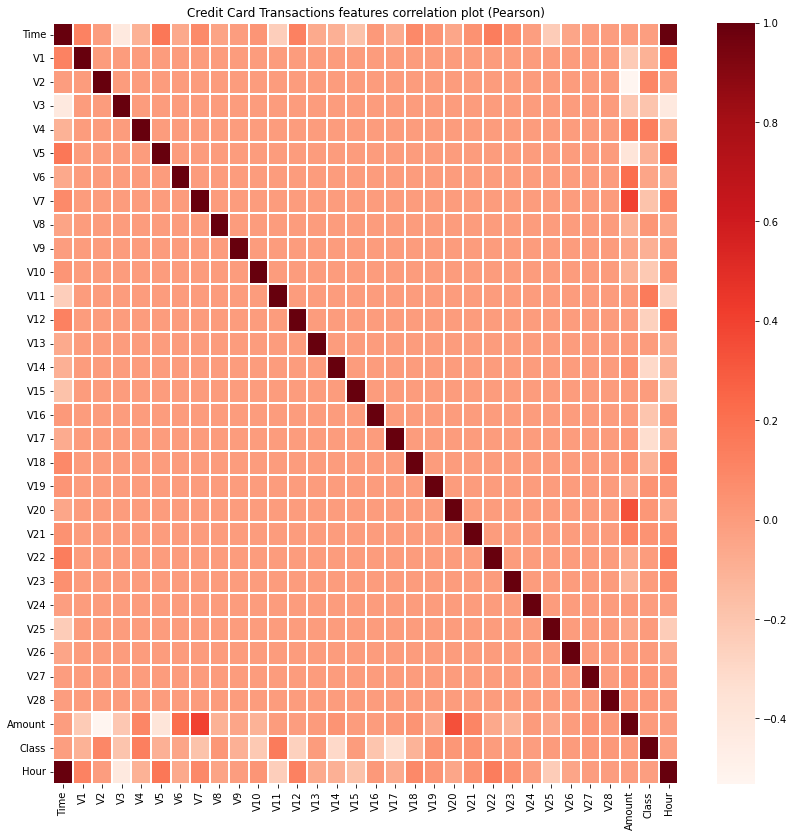 Credit Card Transactions features correlation plot (Pearson)
Time
V1
V2
V3
V4
V5
V6
V7
V8
V9
V10
V11
V12
V13
V14
V15
V16
V17
V18
V19
V20
V21
V22
V23
V24
V25
V26
V27
V28
Amount
Class
Hour
Time V1 V2 V3 V4 V5 V6 V7 V8 V9 V10 V11 V12 V13 V14 V15 V16 V17 V18 V19 V20 V21 V22 V23 V24 V25 V26 V27 V28 Amount Class Hour
1.0
0.8
0.6
0.4
0.2
0.0
−0.2
−0.4